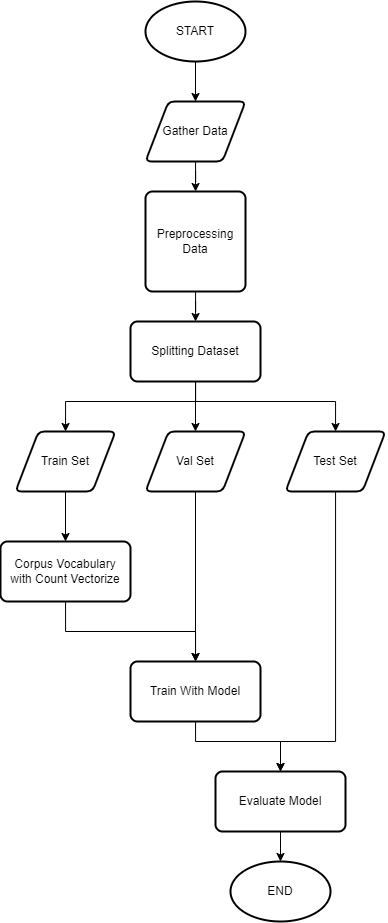 START
Gather Data
Preprocessing
Data
Splitting Dataset
Train Set
Val Set
Test Set
Corpus Vocabulary
with Count Vectorize
Train With Model
Evaluate Model
END